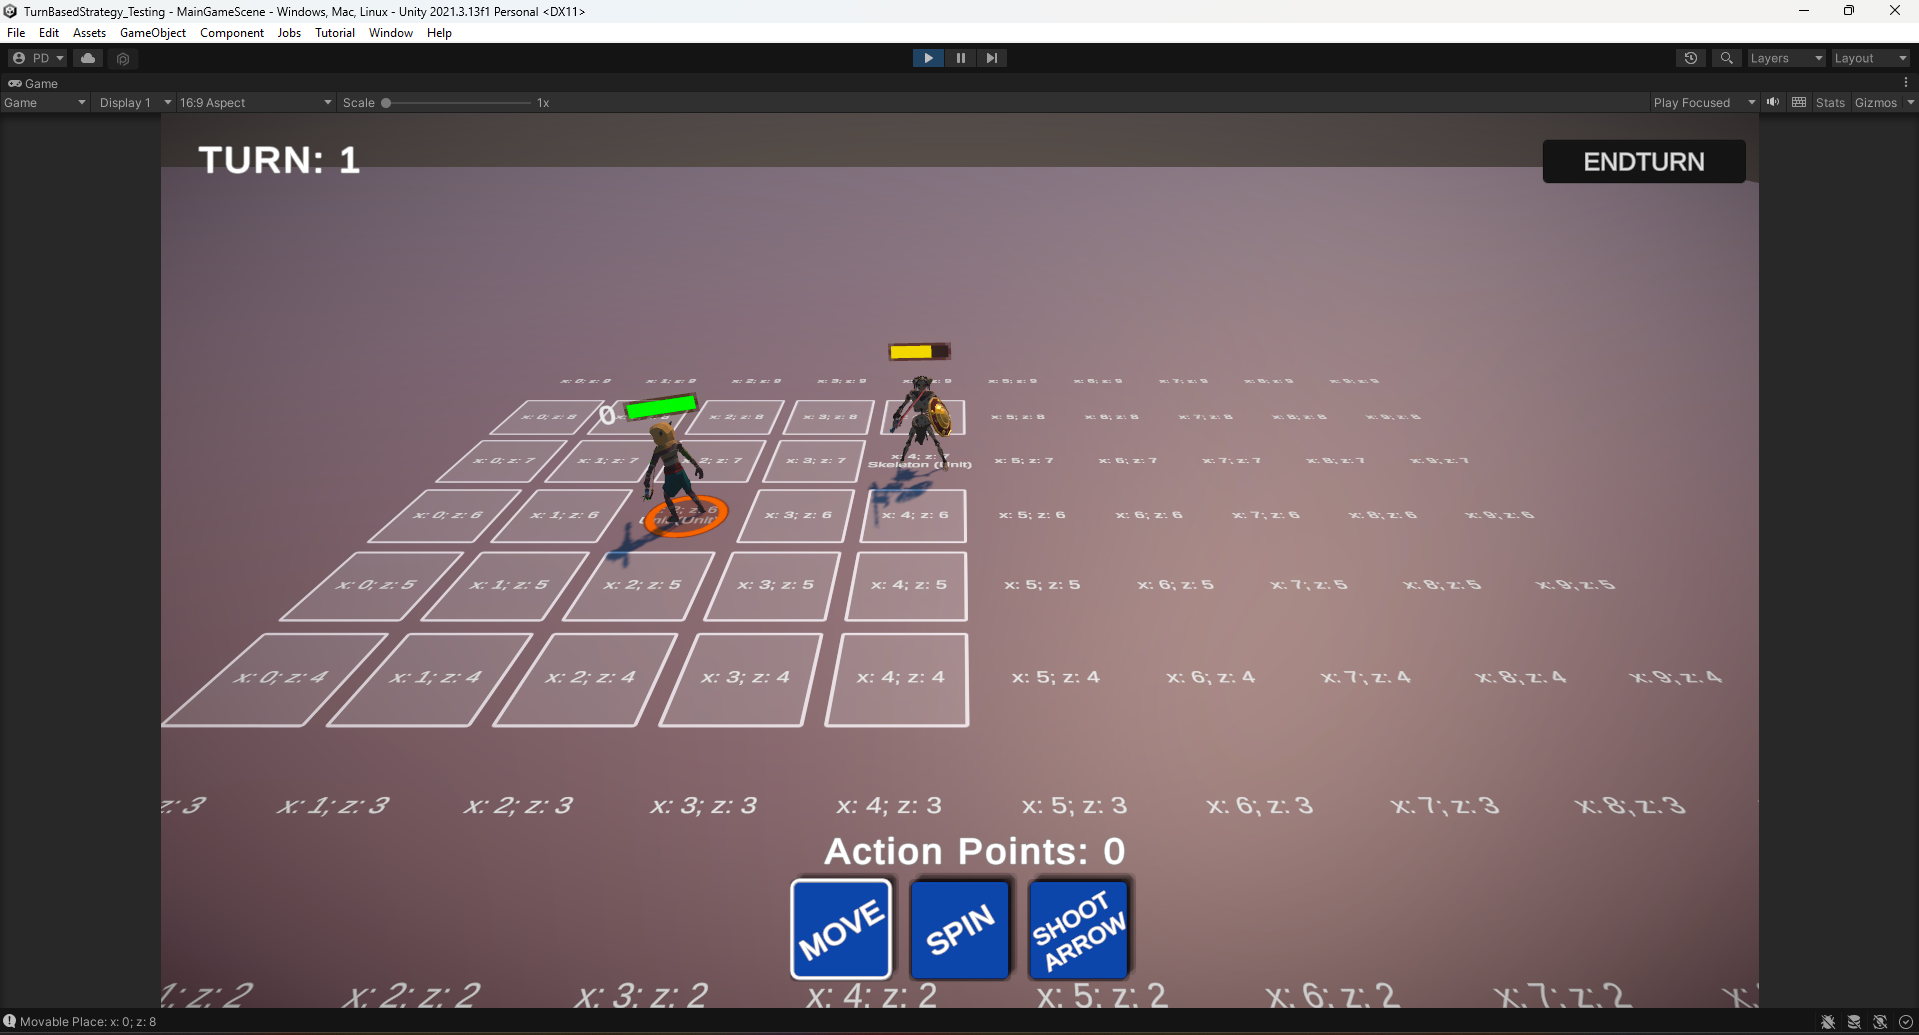 TurnBasedStrategy_Testing - MainGameScene - Windows, Mac, Linux - Unity 2021.3.13f1 Personal <DX11>
File Edit Assets GameObject Component Jobs Tutorial Window Help
PD Layers Layout
Game
Game Display 1 16:9 Aspect Scale 1x Play Focused Stats Gizmos
TURN: 1 ENDTURN
x: 0; z: 9 x: 1; z: 9 x: 2; z: 9 x: 3; z: 9 x: 5; z: 9 x: 6; z: 9 x: 7; z: 9 x: 8; z: 9 x: 9; z: 9
0
x: 0; z: 8 x: 2; z: 8 x: 3; z: 8 x: 5; z: 8 x: 6; z: 8 x: 7; z: 8 x: 8; z: 8 x: 9; z: 8
x: 0; z: 7 x: 1; z: 7 2; z: 7 x: 3; z: 7 x: 4; z: 7 x: 5; z: 7 x: 6; z: 7 x: 7; z: 7 x: 8; z: 7 x: 9; z: 7
Skeleton (Unit)
x: 0; z: 6 x: 1; z: 6 2; z: 6 x: 3; z: 6 x: 4; z: 6 x: 5; z: 6 x: 6; z: 6 x: 7; z: 6 x: 8; z: 6 x: 9; z: 6
Unit (Unit)
x: 0; z: 5 x: 1; z: 5 x: 2; z: 5 x: 3; z: 5 x: 4; z: 5 x: 5; z: 5 x: 6; z: 5 x: 7; z: 5 x: 8; z: 5 x: 9; z: 5
x: 0; z: 4 x: 1; z: 4 x: 2; z: 4 x: 3; z: 4 x: 4; z: 4 x: 5; z: 4 x: 6; z: 4 x: 7; z: 4 x: 8; z: 4 x: 9; z: 4
z: 3 x: 1; z: 3 x: 2; z: 3 x: 3; z: 3 x: 4; z: 3 x: 5; z: 3 x: 6; z: 3 x: 7; z: 3 x: 8; z: 3
Action Points: 0
MOVE
SPIN
SHOOT
ARROW
1; z: 2 x: 2; z: 2 x: 3; z: 2 x: 4; z: 2 x: 5; z: 2 x: 6; z: 2 x: 7; z: 2 x:
Movable Place: x: 0; z: 8